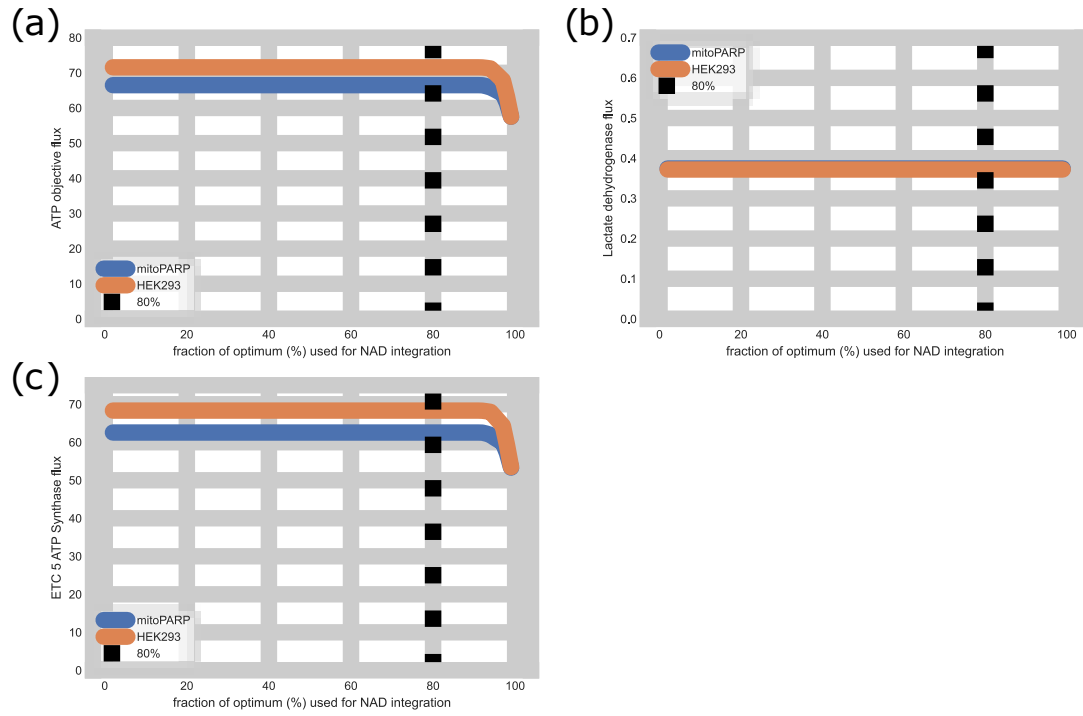 (a)
80
70
60
50
40
30
20
10
0
ATP objective flux
mitoPARP
HEK293
80%
0 20 40 60 80 100
fraction of optimum (%) used for NAD integration
(b)
0.7
0.6
0.5
0.4
0.3
0.2
0.1
0.0
Lactate dehydrogenase flux
mitoPARP
HEK293
80%
0 20 40 60 80 100
fraction of optimum (%) used for NAD integration
(c)
70
60
50
40
30
20
10
0
ETC 5 ATP Synthase flux
mitoPARP
HEK293
80%
0 20 40 60 80 100
fraction of optimum (%) used for NAD integration